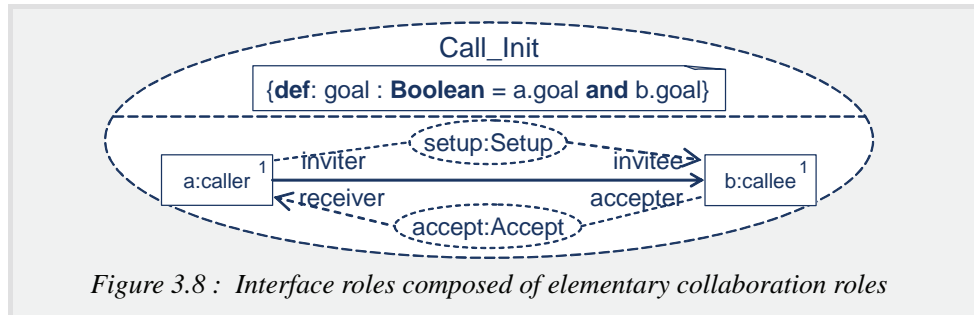 Call_Init
{def: goal : Boolean = a.goal and b.goal}
setup:Setup
inviter
invitee
a:caller 1
b:callee 1
receiver
accepter
accept:Accept
Figure 3.8 : Interface roles composed of elementary collaboration roles